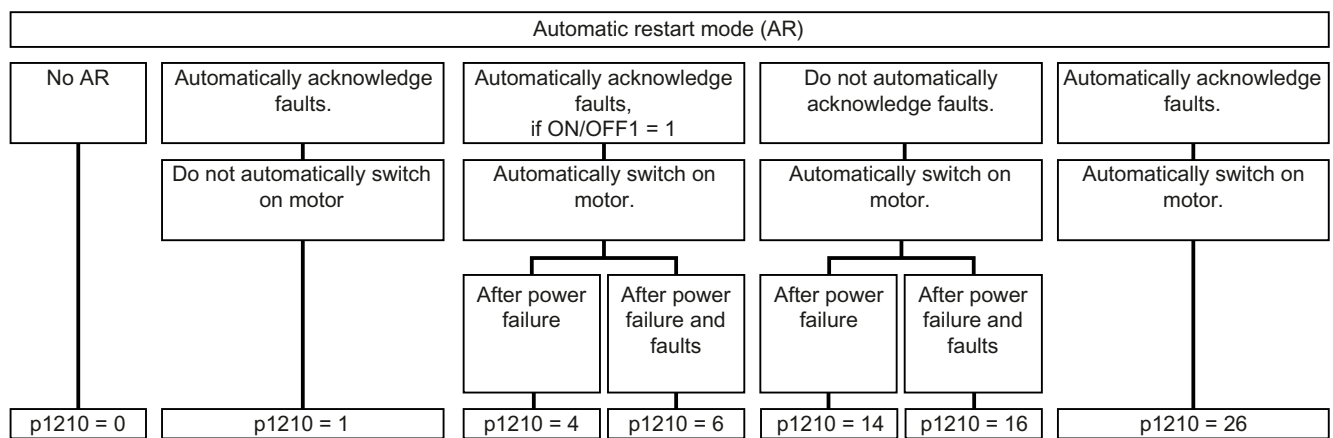 Automatic restart mode (AR)
No AR
Automatically acknowledge
faults.
Automatically acknowledge
faults,
if ON/OFF1 = 1
Do not automatically
acknowledge faults.
Automatically acknowledge
faults.
Do not automatically switch
on motor
Automatically switch on
motor.
Automatically switch on
motor.
Automatically switch on
motor.
After power
failure
After power
failure and
faults
After power
failure
After power
failure and
faults
p1210 = 0
p1210 = 1
p1210 = 4
p1210 = 6
p1210 = 14
p1210 = 16
p1210 = 26